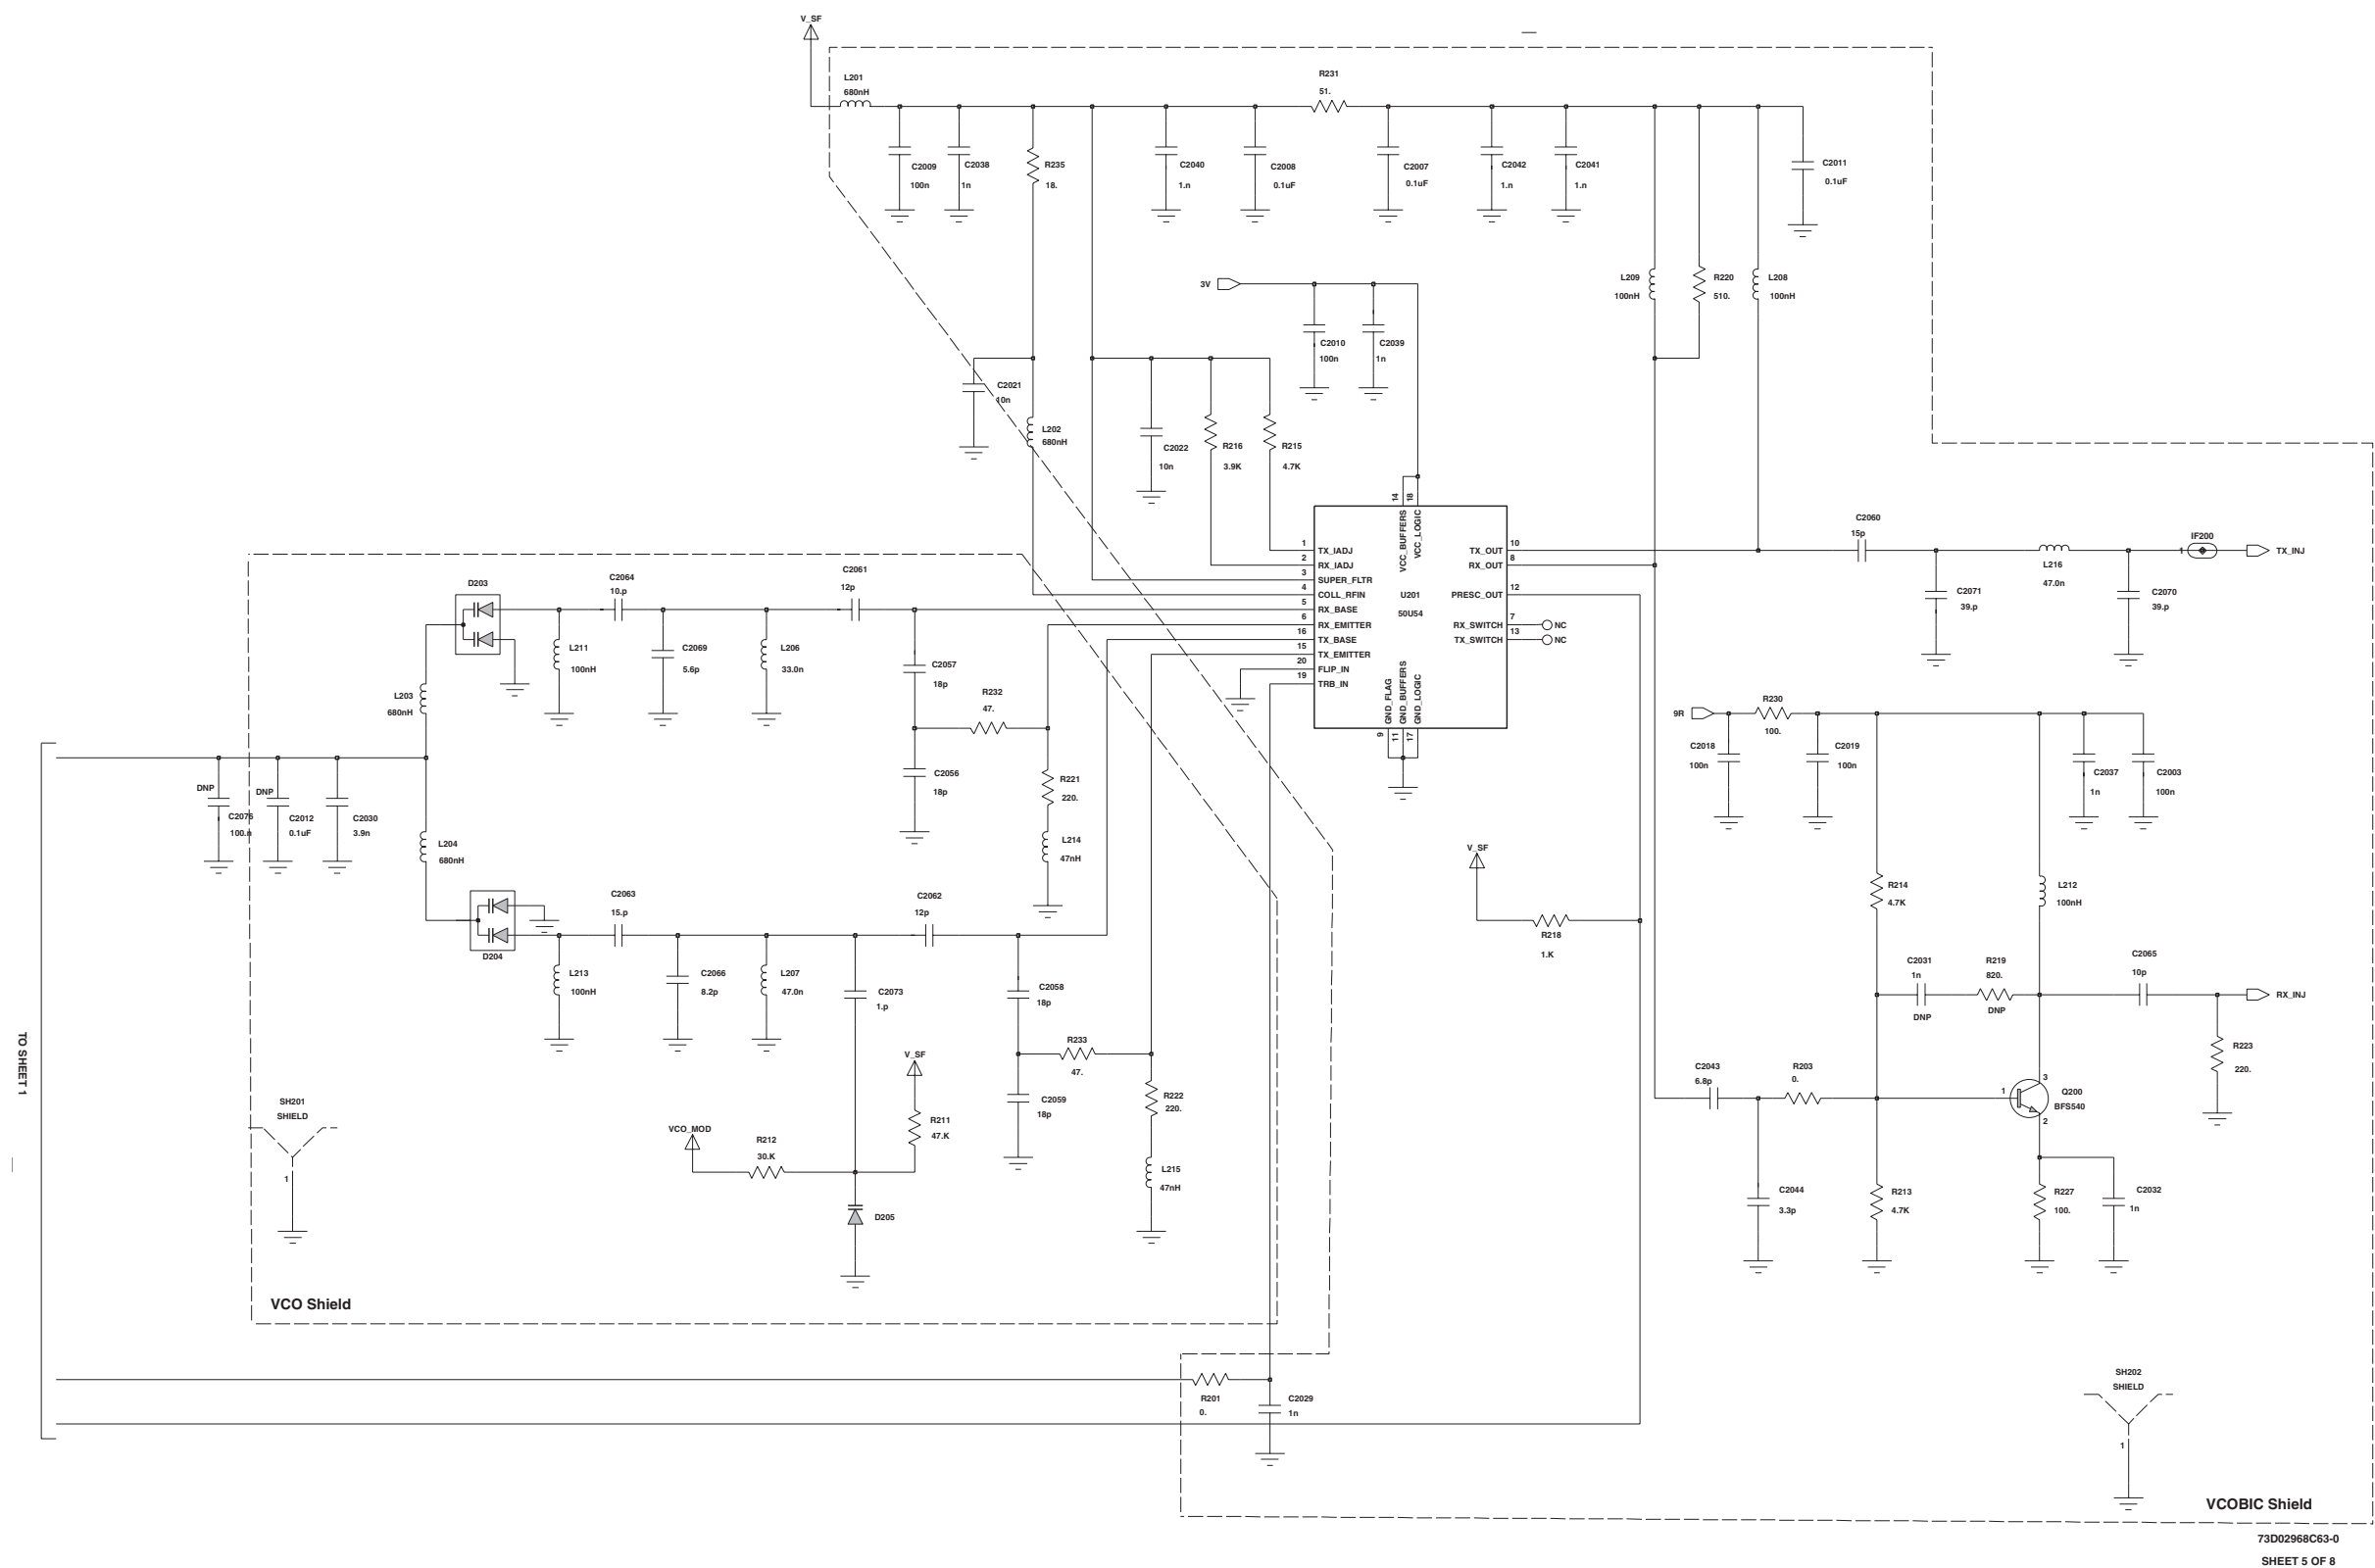 V_SF
L201
680nH
R231
51.
C2009
100n
C2038
1n
R235
18.
C2040
1.n
C2008
0.1uF
C2007
0.1uF
C2042
1.n
C2041
1.n
C2011
0.1uF
3V
C2010
100n
C2039
1n
L209
100nH
R220
510.
L208
100nH
C2021
10n
L202
680nH
C2022
10n
R216
3.9K
R215
4.7K
14
18
VCC_BUFFERS
VCC_LOGIC
1
TX_IADJ
2
RX_IADJ
3
SUPER_FLTR
4
COLL_RFIN
5
RX_BASE
6
RX_EMITTER
16
TX_BASE
15
TX_EMITTER
20
FLIP_IN
19
TRB_IN
U201
50U54
TX_OUT
10
RX_OUT
8
PRESC_OUT
12
RX_SWITCH
7
NC
TX_SWITCH
13
NC
GND_FLAG
GND_BUFFERS
GND_LOGIC
9
11
17
C2060
15p
C2071
39.p
L216
47.0n
C2070
39.p
IF200
1
TX_INJ
D203
C2064
10.p
C2061
12p
L211
100nH
C2069
5.6p
L206
33.0n
C2057
18p
R232
47.
L203
680nH
C2056
18p
R221
220.
L214
47nH
DNP
C2076
100.n
DNP
C2012
0.1uF
C2030
3.9n
L204
680nH
D204
C2063
15.p
C2062
12p
L213
100nH
C2066
8.2p
L207
47.0n
C2073
1.p
C2058
18p
R233
47.
C2059
18p
R222
220.
L215
47nH
V_SF
R211
47.K
VCO_MOD
R212
30.K
D205
SH201
SHIELD
1
VCO Shield
TO SHEET 1
R201
0.
C2029
1n
V_SF
R218
1.K
9R
R230
100.
C2018
100n
C2019
100n
C2037
1n
C2003
100n
R214
4.7K
L212
100nH
C2031
1n
DNP
R219
820.
DNP
C2065
10p
RX_INJ
R223
220.
C2043
6.8p
R203
0.
1
3
2
Q200
BFS540
C2044
3.3p
R213
4.7K
R227
100.
C2032
1n
SH202
SHIELD
1
VCOBIC Shield
73D02968C63-0
SHEET 5 OF 8